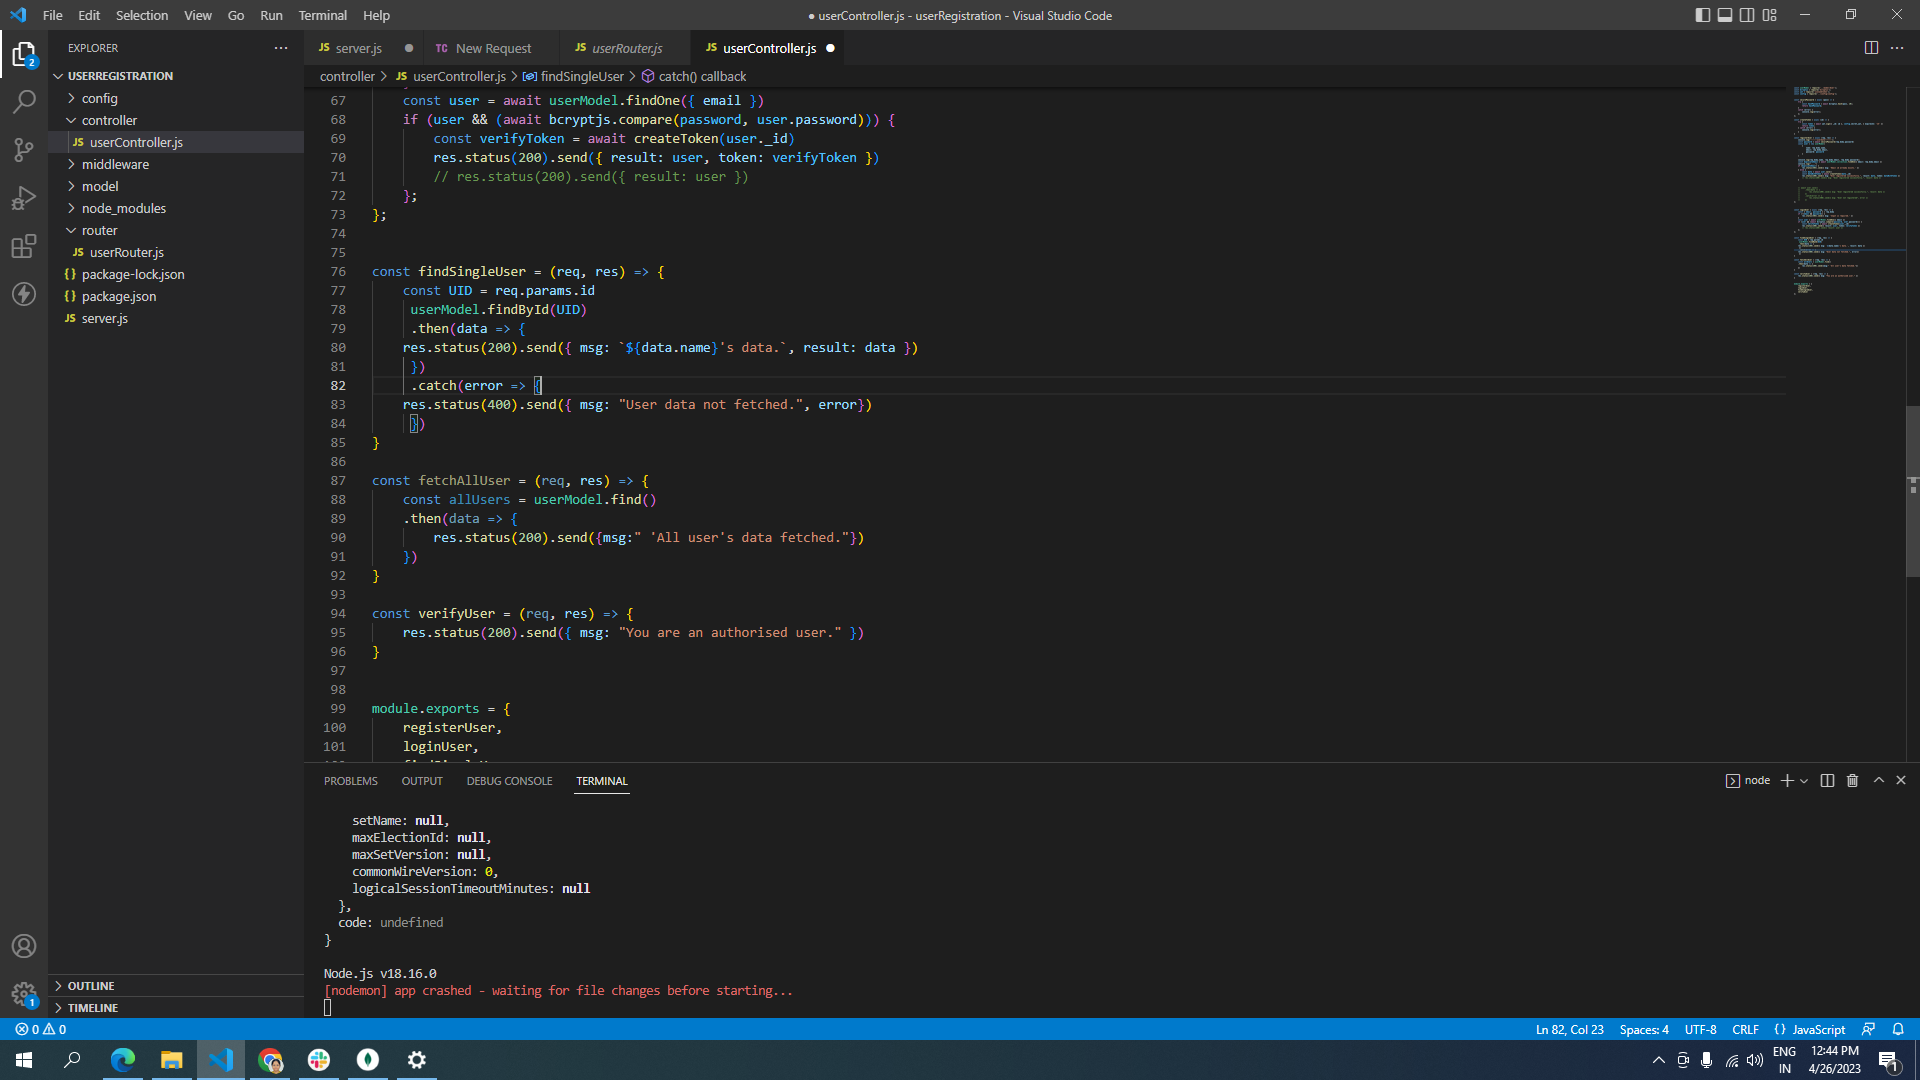 File Edit Selection View Go Run Terminal Help
● userController.js - userRegistration - Visual Studio Code
EXPLORER
USERREGISTRATION
config
controller
JS userController.js
middleware
model
node_modules
router
JS userRouter.js
{} package-lock.json
{} package.json
JS server.js
OUTLINE
TIMELINE
2
1
JS server.js
TC New Request
JS userRouter.js
JS userController.js
controller > JS userController.js > findSingleUser > catch() callback
67 const user = await userModel.findOne({ email })
68 if (user && (await bcryptjs.compare(password, user.password))) {
69 const verifyToken = await createToken(user._id)
70 res.status(200).send({ result: user, token: verifyToken })
71 // res.status(200).send({ result: user })
72 };
73 };
74
75
76 const findSingleUser = (req, res) => {
77 const UID = req.params.id
78 userModel.findById(UID)
79 .then(data => {
80 res.status(200).send({ msg: `${data.name}'s data.`, result: data })
81 })
82 .catch(error => {
83 res.status(400).send({ msg: "User data not fetched.", error})
84 })
85 }
86
87 const fetchAllUser = (req, res) => {
88 const allUsers = userModel.find()
89 .then(data => {
90 res.status(200).send({msg:" 'All user's data fetched."})
91 })
92 }
93
94 const verifyUser = (req, res) => {
95 res.status(200).send({ msg: "You are an authorised user." })
96 }
97
98
99 module.exports = {
100 registerUser,
101 loginUser,
PROBLEMS OUTPUT DEBUG CONSOLE TERMINAL
node
setName: null,
maxElectionId: null,
maxSetVersion: null,
commonWireVersion: 0,
logicalSessionTimeoutMinutes: null
},
code: undefined
}
Node.js v18.16.0
[nodemon] app crashed - waiting for file changes before starting...
0 0
Ln 82, Col 23 Spaces: 4 UTF-8 CRLF {} JavaScript
ENG
IN
12:44 PM
4/26/2023
1